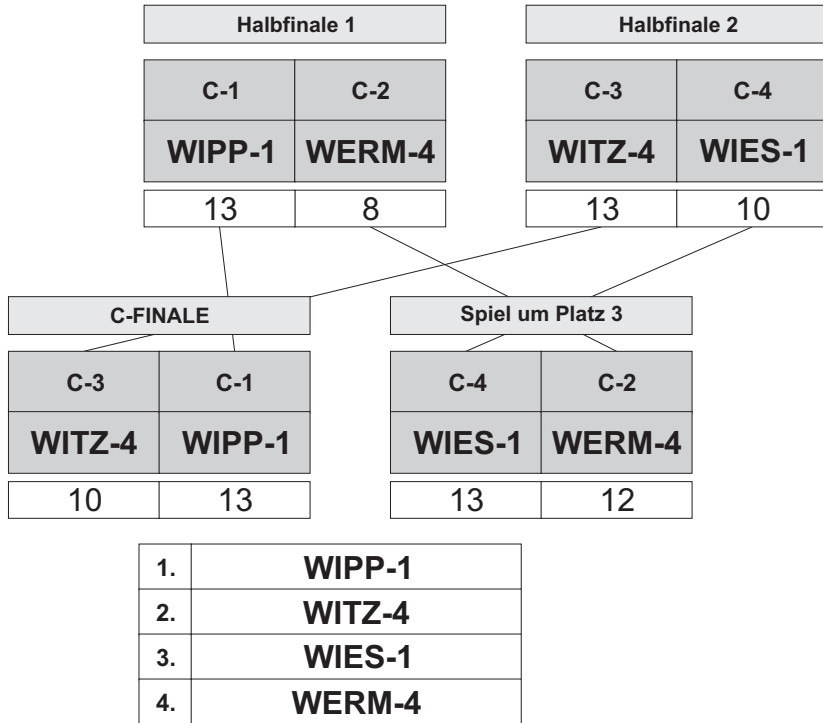 Halbfinale 1 Halbfinale 2
C-1 C-2 C-3 C-4
WIPP-1 WERM-4 WITZ-4 WIES-1
13 8 13 10
C-FINALE Spiel um Platz 3
C-3 C-1 C-4 C-2
WITZ-4 WIPP-1 WIES-1 WERM-4
10 13 13 12
1. WIPP-1
2. WITZ-4
3. WIES-1
4. WERM-4